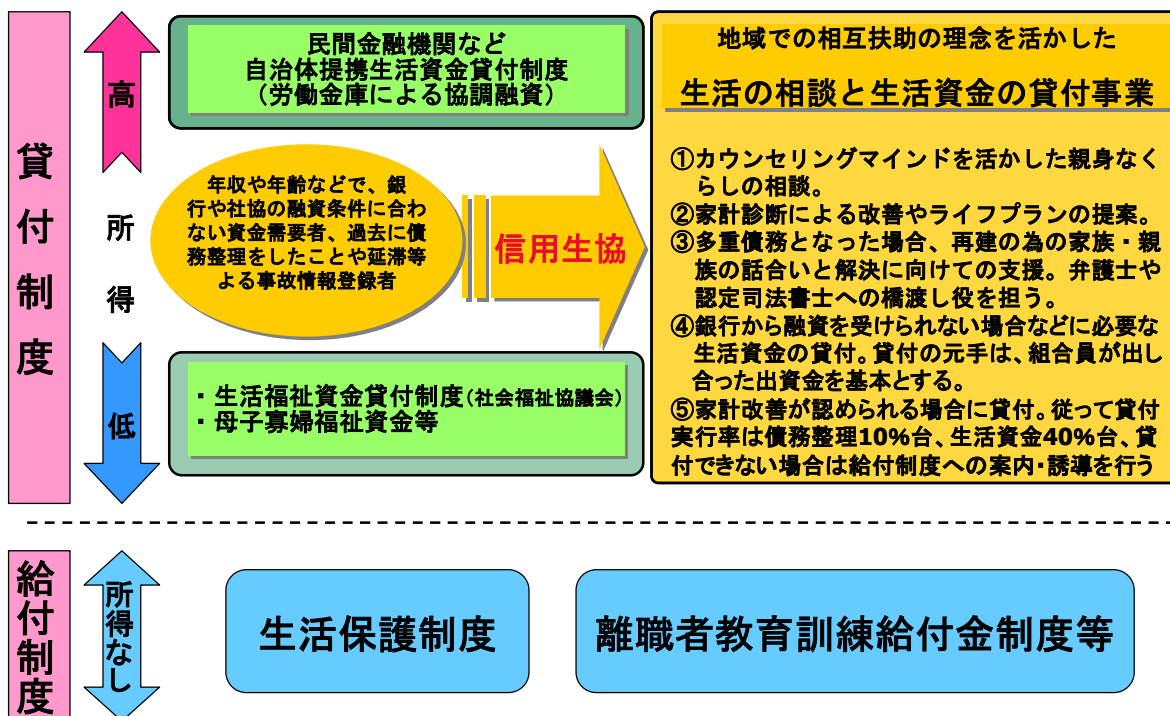 貸付制度
高
所得
低
民間金融機関など
自治体提携生活資金貸付制度
（労働金庫による協調融資）
年収や年齢などで、銀
行や社協の融資条件に合わ
ない資金需要者、過去に債
務整理をしたことや延滞等
よる事故情報登録者
信用生協
・生活福祉資金貸付制度（社会福祉協議会）
・母子寡婦福祉資金等
地域での相互扶助の理念を活かした
生活の相談と生活資金の貸付事業
①カウンセリングマインドを活かした親身なく
らしの相談。
②家計診断による改善やライフプランの提案。
③多重債務となった場合、再建の為の家族・親
族の話合いと解決に向けての支援。弁護士や
認定司法書士への橋渡し役を担う。
④銀行から融資を受けられない場合などに必要な
生活資金の貸付。貸付の元手は、組合員が出し
合った出資金を基本とする。
⑤家計改善が認められる場合に貸付。従って貸付
実行率は債務整理10%台、生活資金40%台、貸
付できない場合は給付制度への案内・誘導を行う
給付制度
所得なし
生活保護制度
離職者教育訓練給付金制度等